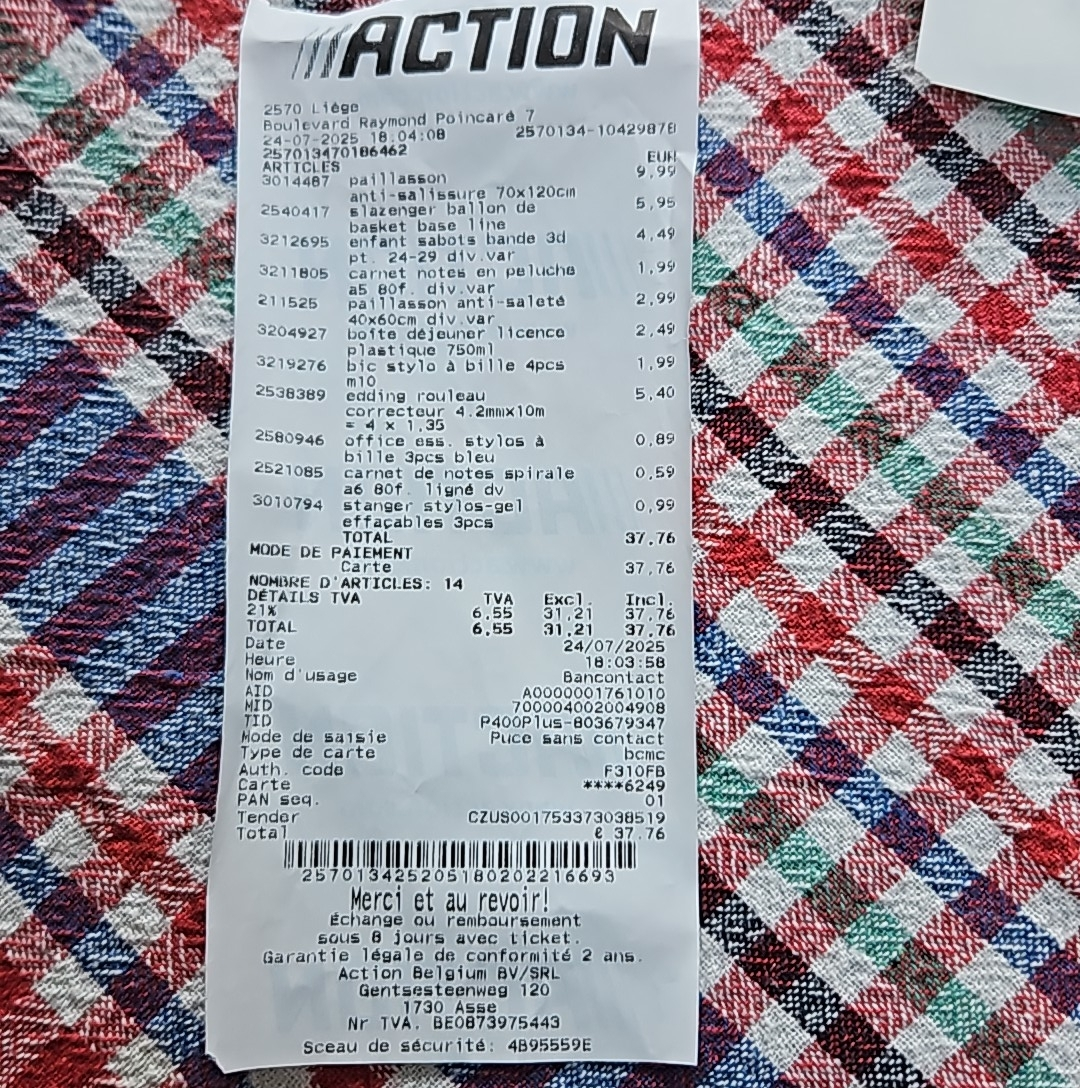 ACTION
2570 Liège
Boulevard Raymond Poincaré 7
24-07-2025 18:04:08 2570134-10429878
257013470186462
EUR
ARTICLES
3014487 paillasson 9,99
anti-salissure 70x120cm
2540417 slazenger ballon de 5,95
basket base line
3212695 enfant sabots bande 3d 4,49
pt. 24-29 div.var
3211805 carnet notes en peluche 1,99
a5 80f. div.var
211525 paillasson anti-saleté 2,99
40x60cm div.var
3204927 boîte déjeuner licence 2,49
plastique 750ml
3219276 bic stylo à bille 4pcs 1,99
m10
2538389 edding rouleau 5,40
correcteur 4.2mmx10m
= 4 x 1,35
2580946 office ess. stylos à 0,89
bille 3pcs bleu
2521085 carnet de notes spirale 0,59
a6 80f. ligné dv
3010794 stanger stylos-gel 0,99
effaçables 3pcs
TOTAL 37,76
MODE DE PAIEMENT
Carte 37,76
NOMBRE D'ARTICLES: 14
DÉTAILS TVA TVA Excl. Incl.
21% 6,55 31,21 37,76
TOTAL 6,55 31,21 37,76
Date 24/07/2025
Heure 18:03:58
Nom d'usage Bancontact
AID A0000001761010
MID 700004002004908
TID P400Plus-803679347
Mode de saisie Puce sans contact
Type de carte bcmc
Auth. code F310FB
Carte ****6249
PAN seq. 01
Tender CZUS001753373038519
Total € 37.76
2570134252051802022166​93
Merci et au revoir!
Échange ou remboursement
sous 8 jours avec ticket.
Garantie légale de conformité 2 ans.
Action Belgium BV/SRL
Gentsesteenweg 120
1730 Asse
Nr TVA. BE0873975443
Sceau de sécurité: 4B95559E